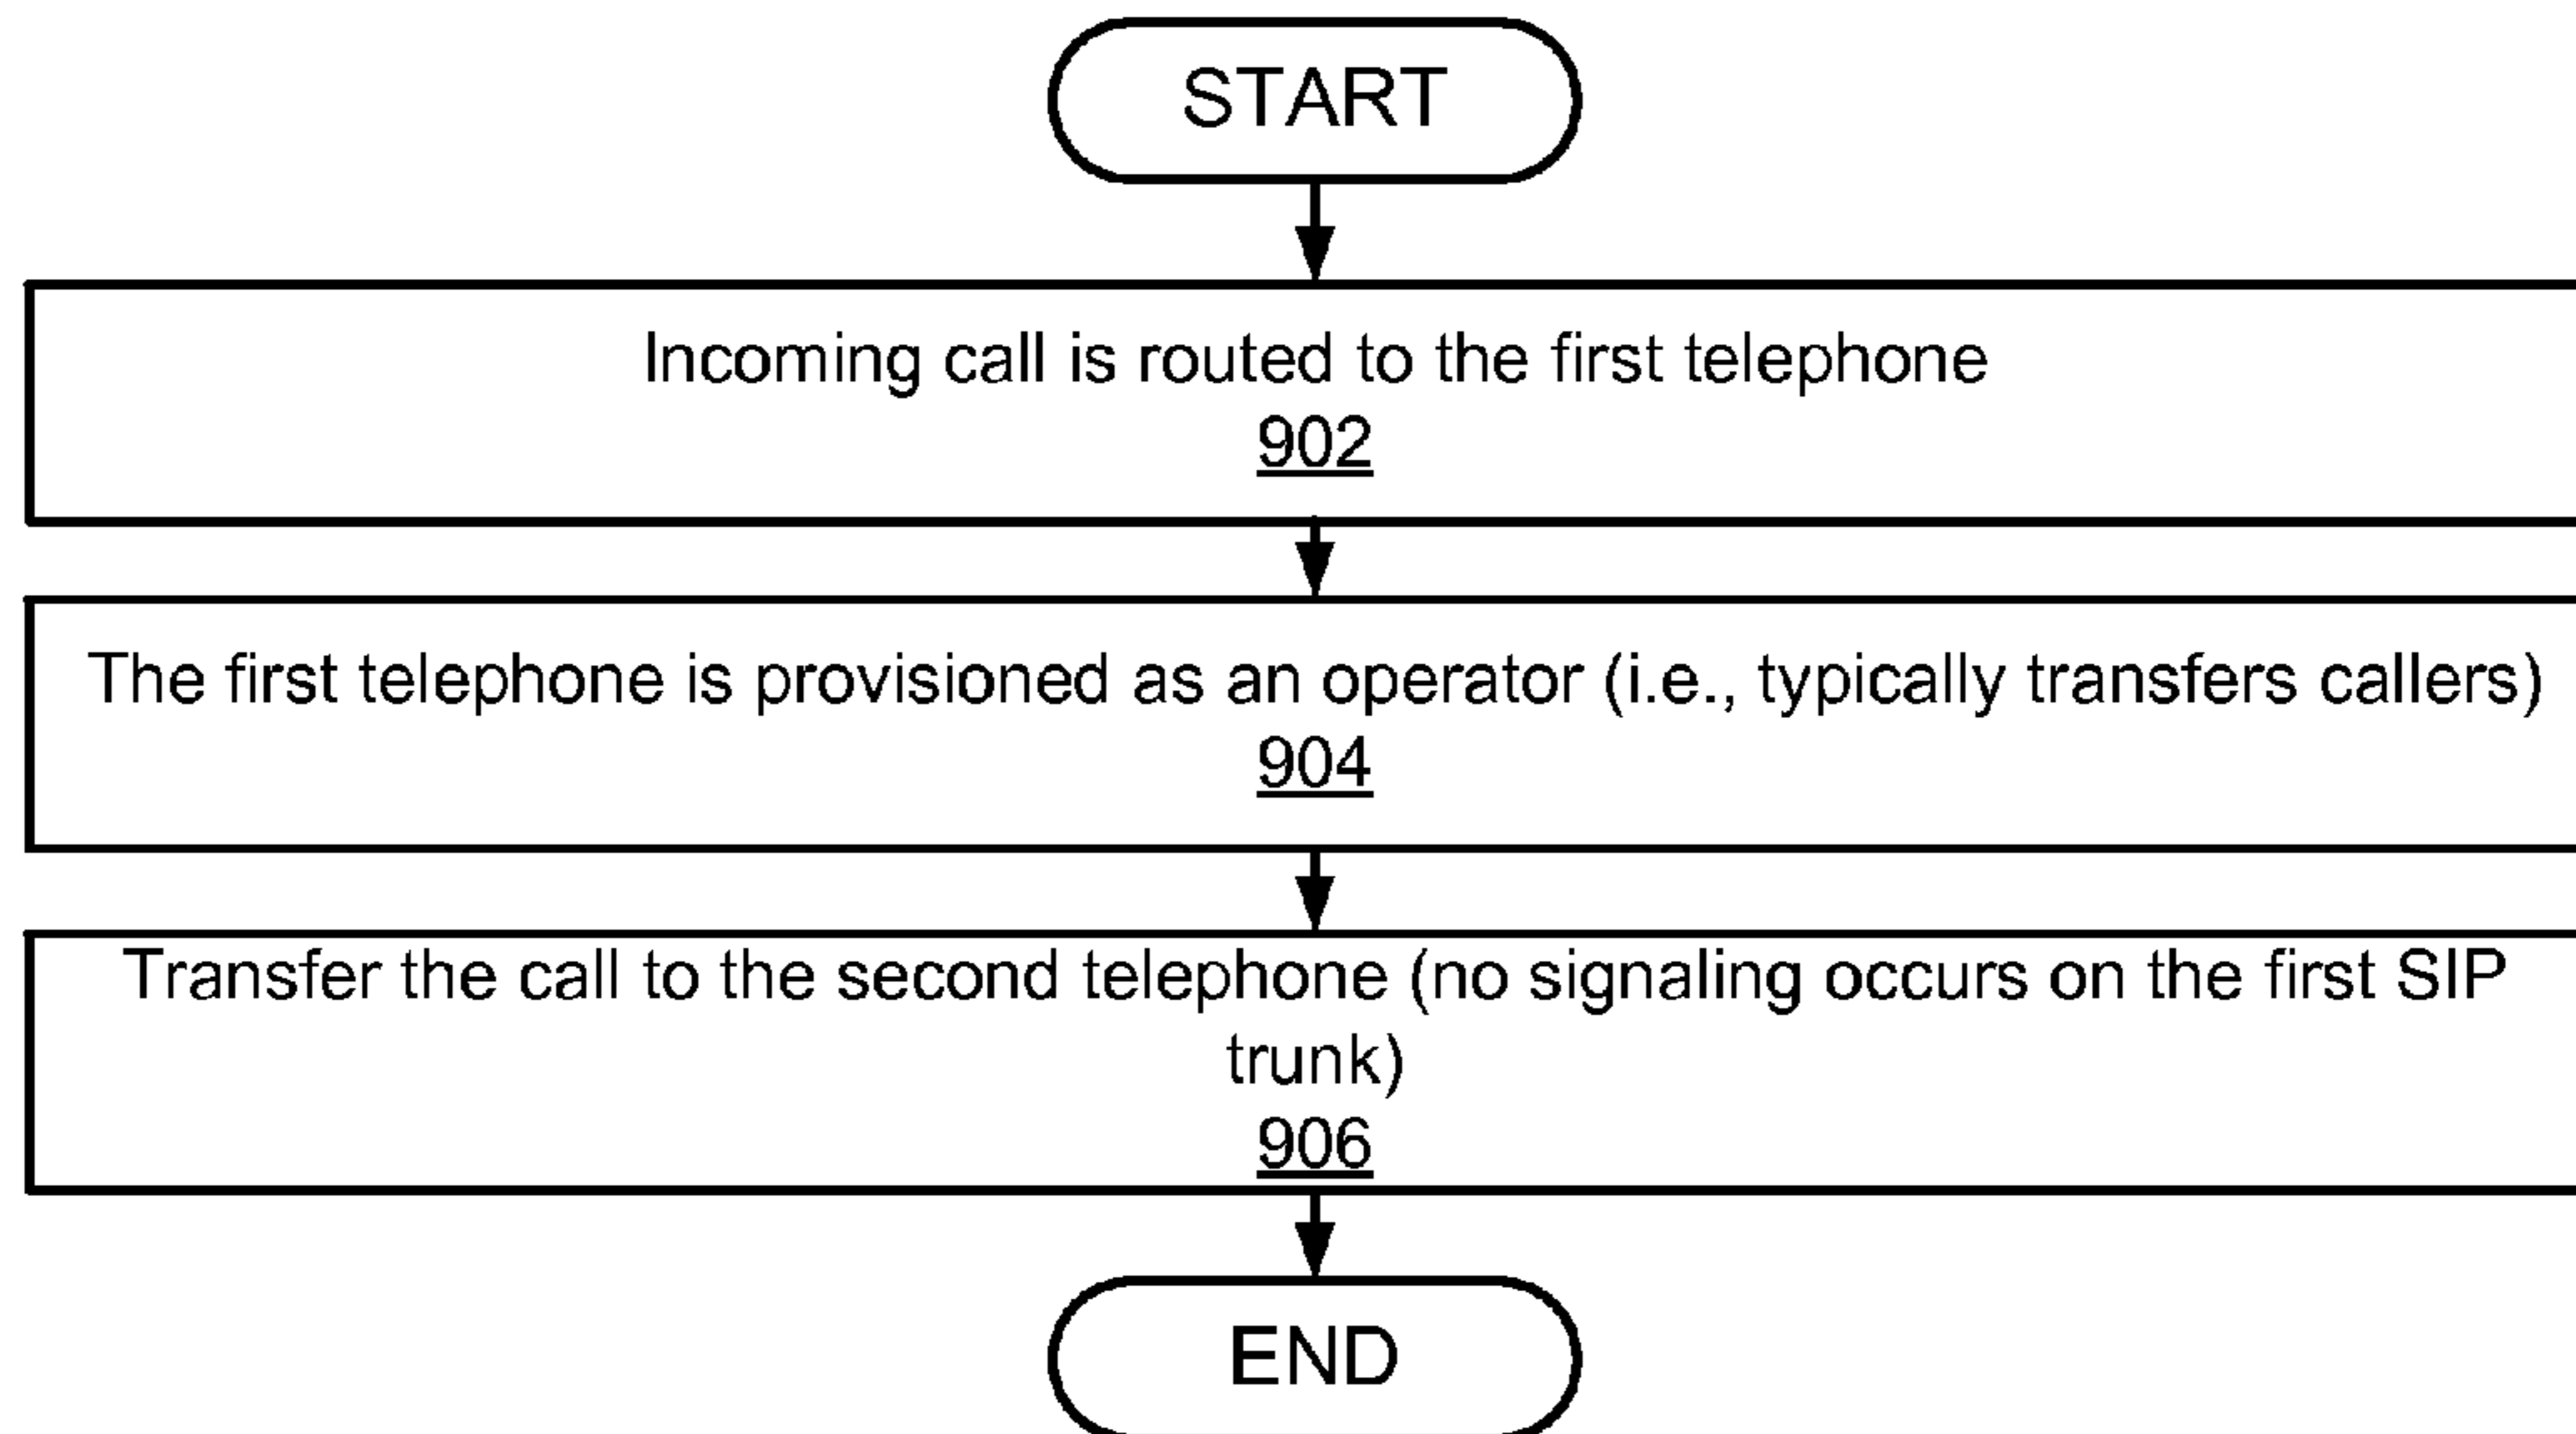 START
Incoming call is routed to the first telephone
902
The first telephone is provisioned as an operator (i.e., typically transfers callers)
904
Transfer the call to the second telephone (no signaling occurs on the first SIP
trunk)
906
END